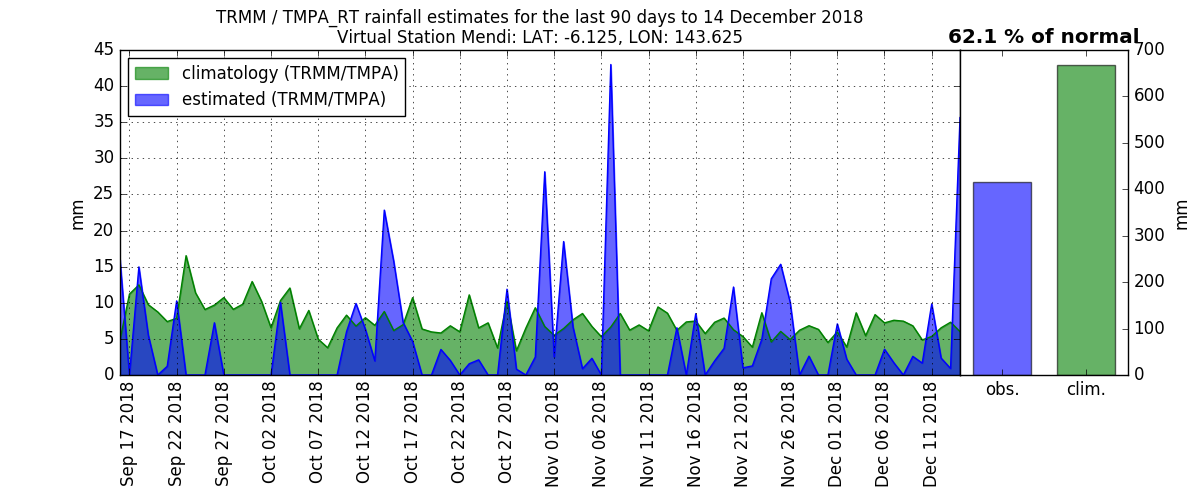 TRMM / TMPA_RT rainfall estimates for the last 90 days to 14 December 2018
Virtual Station Mendi: LAT: -6.125, LON: 143.625
62.1 % of normal
climatology (TRMM/TMPA)
estimated (TRMM/TMPA)
mm
45
40
35
30
25
20
15
10
5
0
Sep 17 2018
Sep 22 2018
Sep 27 2018
Oct 02 2018
Oct 07 2018
Oct 12 2018
Oct 17 2018
Oct 22 2018
Oct 27 2018
Nov 01 2018
Nov 06 2018
Nov 11 2018
Nov 16 2018
Nov 21 2018
Nov 26 2018
Dec 01 2018
Dec 06 2018
Dec 11 2018
obs.
clim.
700
600
500
400
300
200
100
0
mm